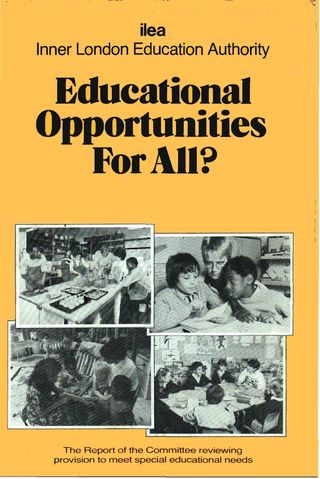 ilea
Inner London Education Authority
Educational
Opportunities
For All?
The Report of the Committee reviewing
provision to meet special educational needs